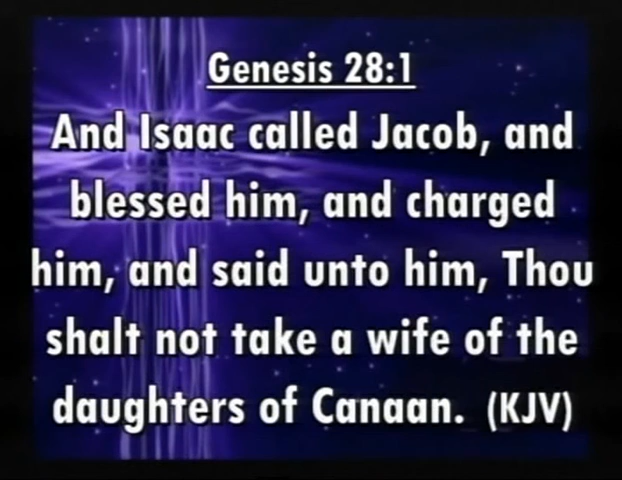 Genesis 28:1
And Isaac called Jacob, and
blessed him, and charged
him, and said unto him, Thou
shalt not take a wife of the
daughters of Canaan. (KJV)